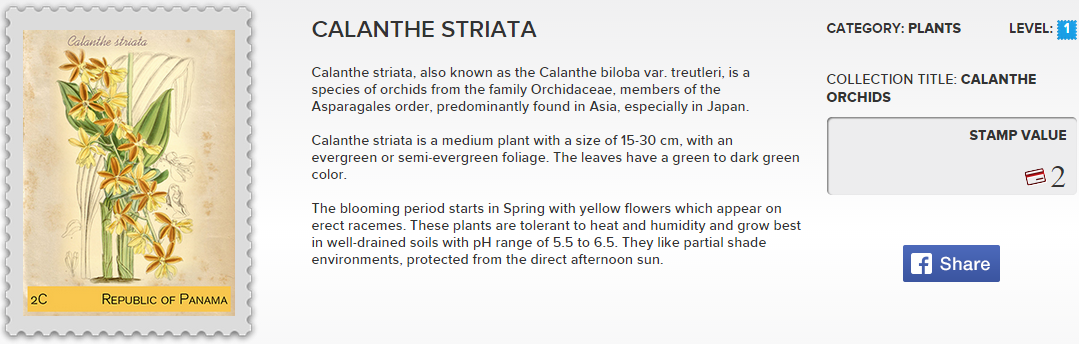 Calanthe striata
2C REPUBLIC OF PANAMA
CALANTHE STRIATA
Calanthe striata, also known as the Calanthe biloba var. treutleri, is a
species of orchids from the family Orchidaceae, members of the
Asparagales order, predominantly found in Asia, especially in Japan.
Calanthe striata is a medium plant with a size of 15-30 cm, with an
evergreen or semi-evergreen foliage. The leaves have a green to dark green
color.
The blooming period starts in Spring with yellow flowers which appear on
erect racemes. These plants are tolerant to heat and humidity and grow best
in well-drained soils with pH range of 5.5 to 6.5. They like partial shade
environments, protected from the direct afternoon sun.
CATEGORY: PLANTS LEVEL: 1
COLLECTION TITLE: CALANTHE
ORCHIDS
STAMP VALUE
2
f Share